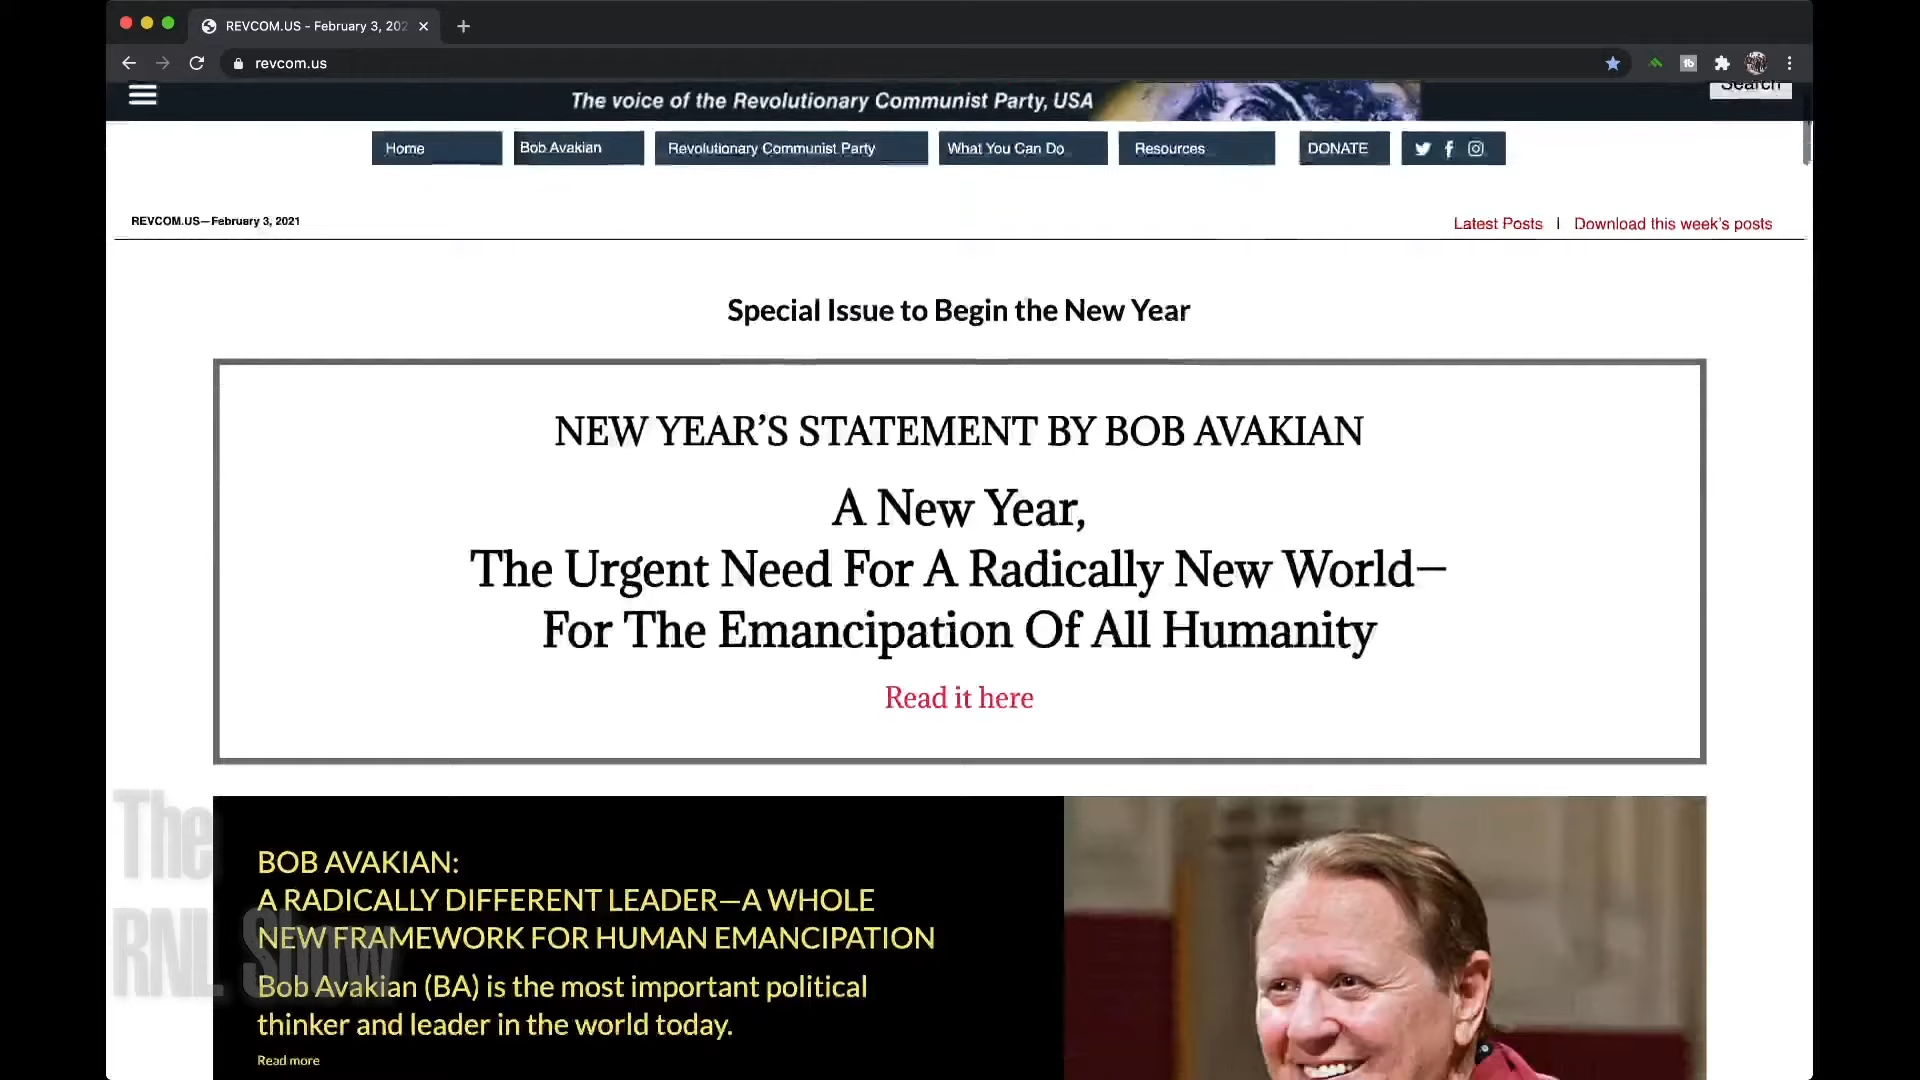 REVCOM.US - February 3, 202
revcom.us
The voice of the Revolutionary Communist Party, USA
Search
Home
Bob Avakian
Revolutionary Communist Party
What You Can Do
Resources
DONATE
REVCOM.US—February 3, 2021
Latest Posts | Download this week's posts
Special Issue to Begin the New Year
NEW YEAR’S STATEMENT BY BOB AVAKIAN
A New Year,
The Urgent Need For A Radically New World—
For The Emancipation Of All Humanity
Read it here
BOB AVAKIAN:
A RADICALLY DIFFERENT LEADER—A WHOLE
NEW FRAMEWORK FOR HUMAN EMANCIPATION
Bob Avakian (BA) is the most important political
thinker and leader in the world today.
Read more
The
RNL Show